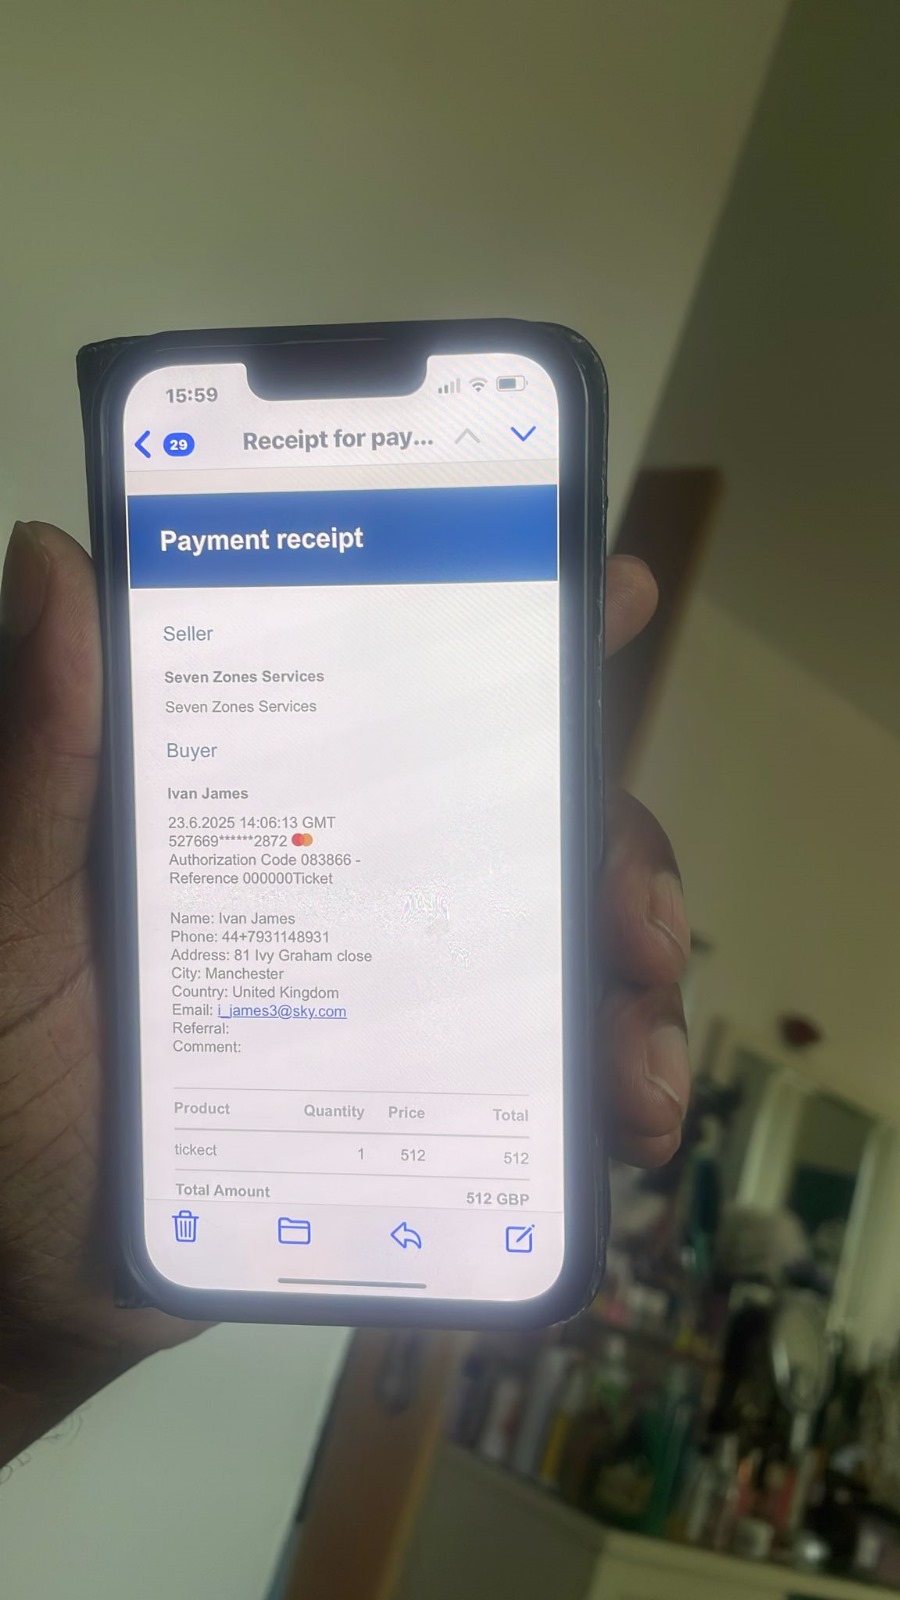 15:59
29
Receipt for pay...
Payment receipt
Seller
Seven Zones Services
Seven Zones Services
Buyer
Ivan James
23.6.2025 14:06:13 GMT
527669******2872
Authorization Code 083866 -
Reference 000000Ticket
Name: Ivan James
Phone: 44+7931148931
Address: 81 Ivy Graham close
City: Manchester
Country: United Kingdom
Email: i_james3@sky.com
Referral:
Comment:
Product Quantity Price Total
tickect 1 512 512
Total Amount 512 GBP